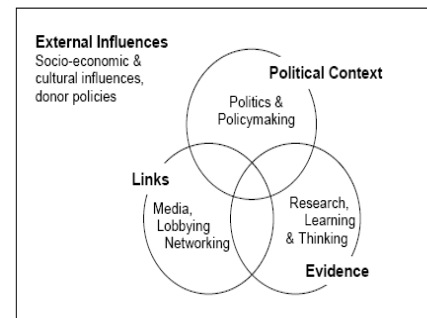 External Influences
Socio-economic &
cultural influences,
donor policies
Political Context
Politics &
Policymaking
Links
Media,
Lobbying
Networking
Research,
Learning
& Thinking
Evidence